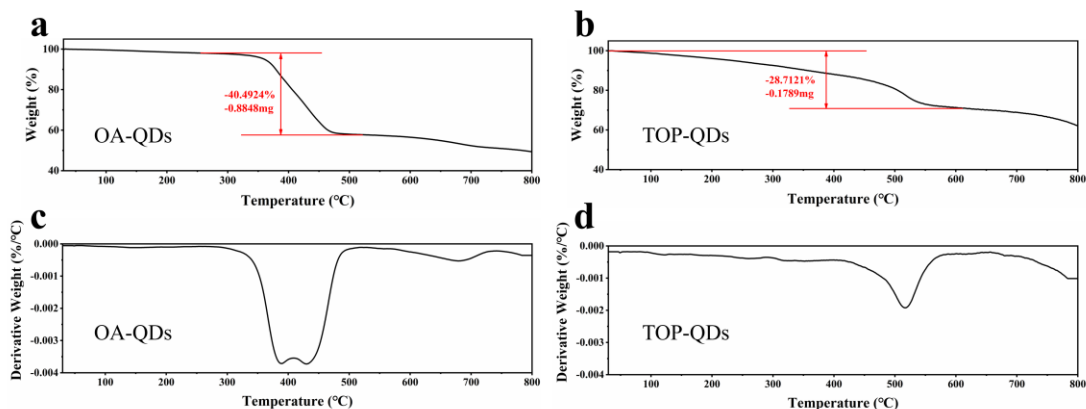 a
100
80
60
40
Weight (%)
-40.4924%
-0.8848mg
OA-QDs
100
200
300
400
500
600
700
800
Temperature (℃)
b
100
80
60
40
Weight (%)
-28.7121%
-0.1789mg
TOP-QDs
100
200
300
400
500
600
700
800
Temperature (℃)
c
0.000
-0.001
-0.002
-0.003
-0.004
Derivative Weight (%/℃)
OA-QDs
100
200
300
400
500
600
700
800
Temperature (℃)
d
0.000
-0.001
-0.002
-0.003
-0.004
Derivative Weight (%/℃)
TOP-QDs
100
200
300
400
500
600
700
800
Temperature (℃)